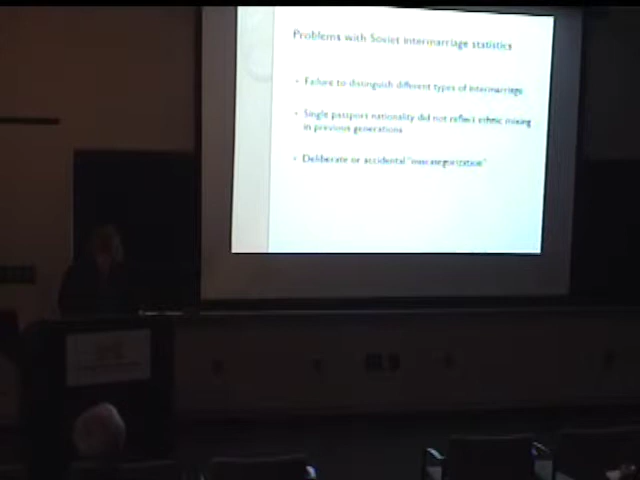 Problems with Soviet intermarriage statistics
Failure to distinguish different types of intermarriage
Single passport nationality did not reflect ethnic mixing
in previous generations
Deliberate or accidental "miscategorization"